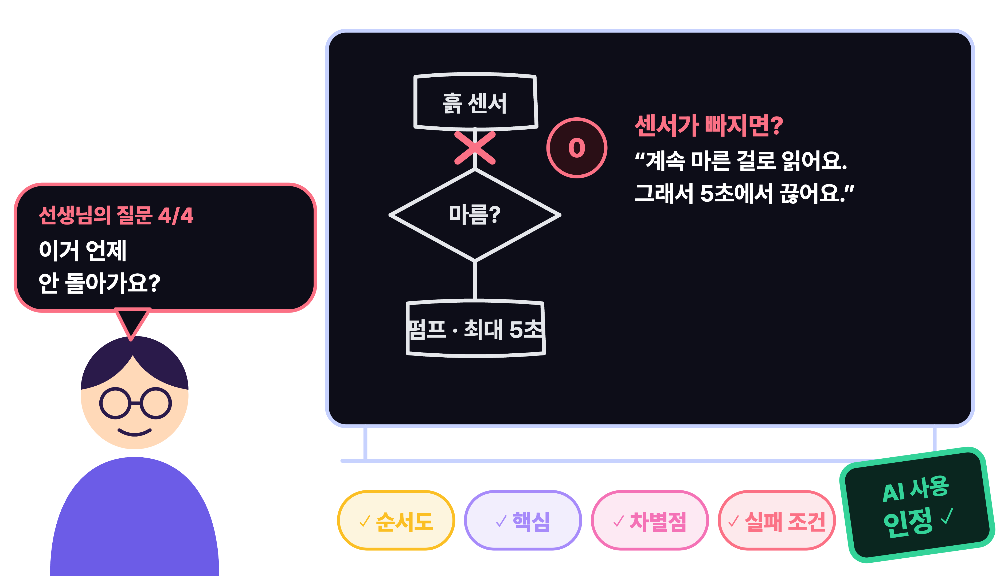 선생님의 질문 4/4
이거 언제
안 돌아가요?
흙 센서
마름?
펌프 · 최대 5초
0
센서가 빠지면?
“계속 마른 걸로 읽어요.
그래서 5초에서 끊어요.”
✓ 순서도
✓ 핵심
✓ 차별점
✓ 실패 조건
AI 사용
인정 ✓